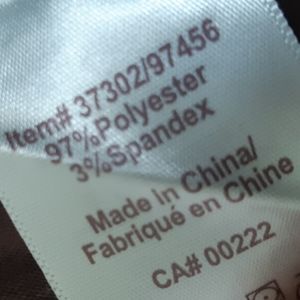 Item# 37302/97456
97%Polyester
3%Spandex
Made in China/
Fabriqué en Chine
CA# 00222